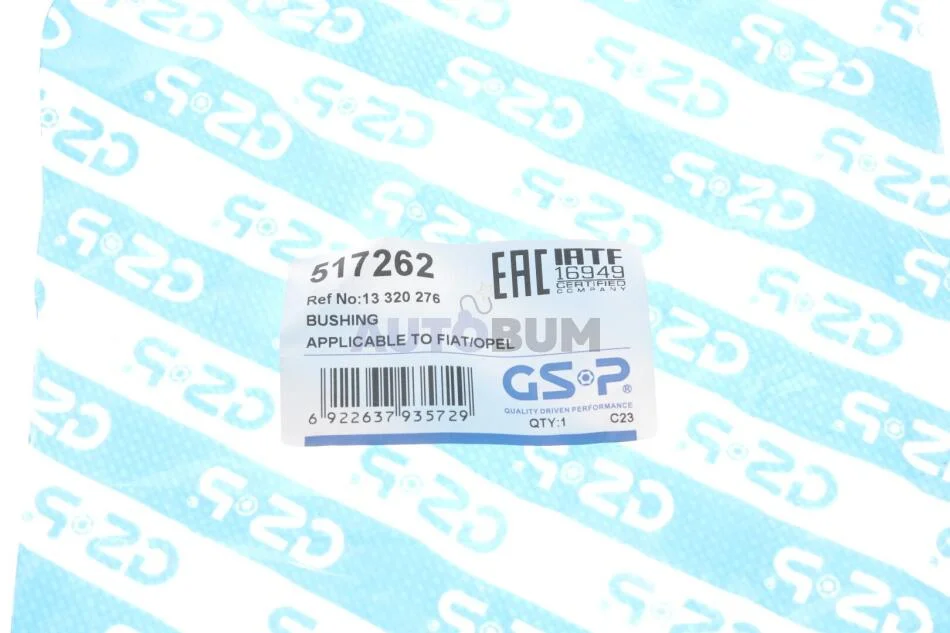 517262
EAC
IATF
16949
CERTIFIED
COMPANY
Ref No:13 320 276
BUSHING
APPLICABLE TO FIAT/OPEL
AUTOBUM
6 922637 935729
GS•P®
QUALITY DRIVEN PERFORMANCE
QTY:1 C23